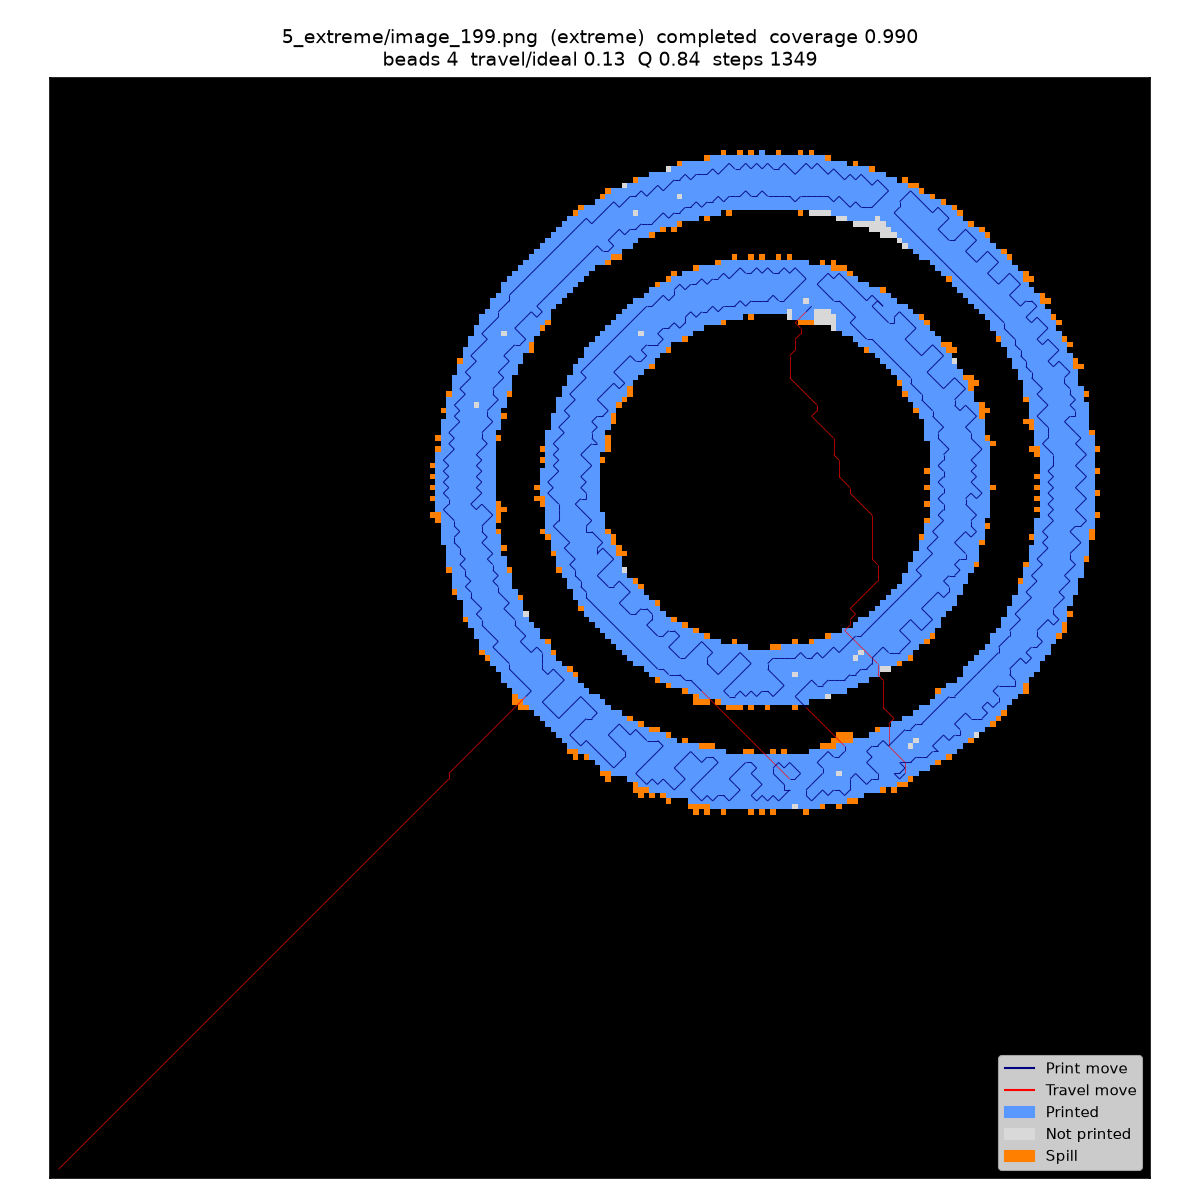 5_extreme/image_199.png  (extreme)  completed  coverage 0.990
beads 4  travel/ideal 0.13  Q 0.84  steps 1349
Print move
Travel move
Printed
Not printed
Spill